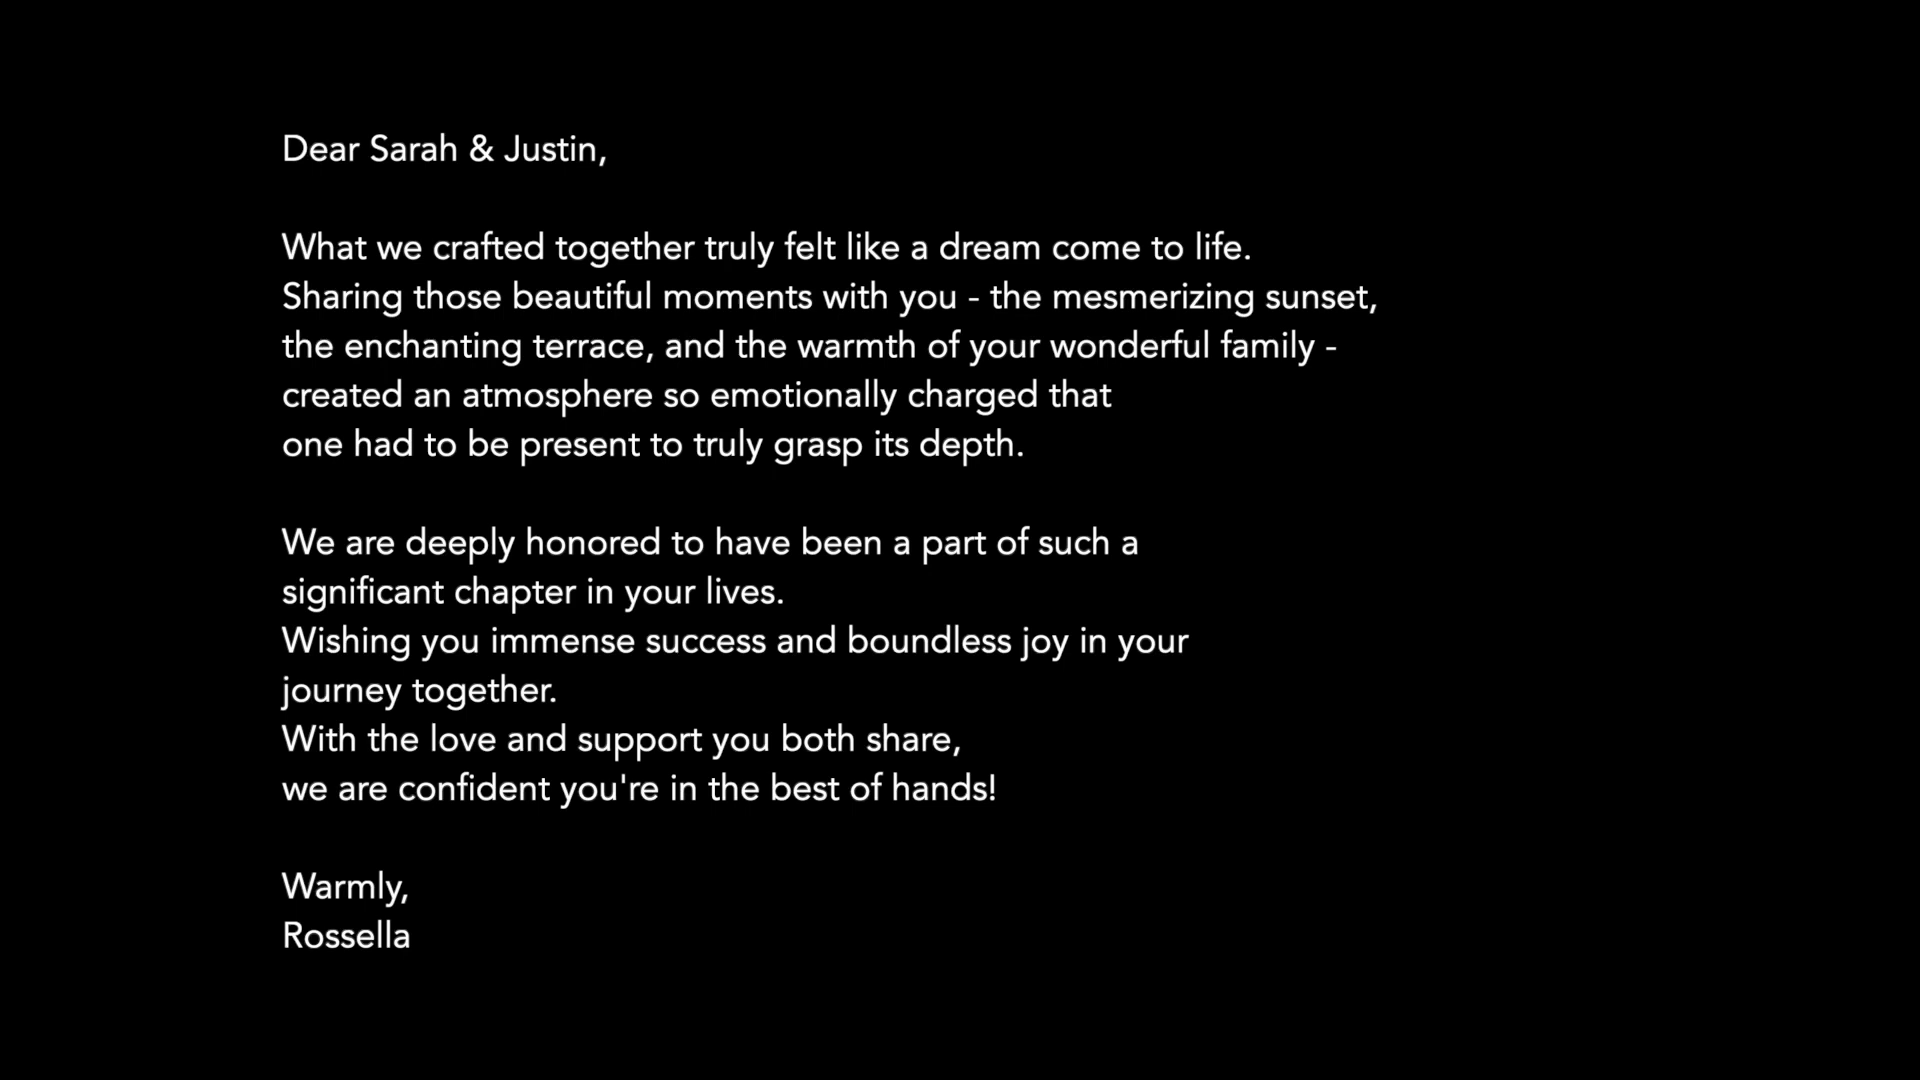 Dear Sarah & Justin,
What we crafted together truly felt like a dream come to life.
Sharing those beautiful moments with you - the mesmerizing sunset,
the enchanting terrace, and the warmth of your wonderful family -
created an atmosphere so emotionally charged that
one had to be present to truly grasp its depth.
We are deeply honored to have been a part of such a
significant chapter in your lives.
Wishing you immense success and boundless joy in your
journey together.
With the love and support you both share,
we are confident you're in the best of hands!
Warmly,
Rossella